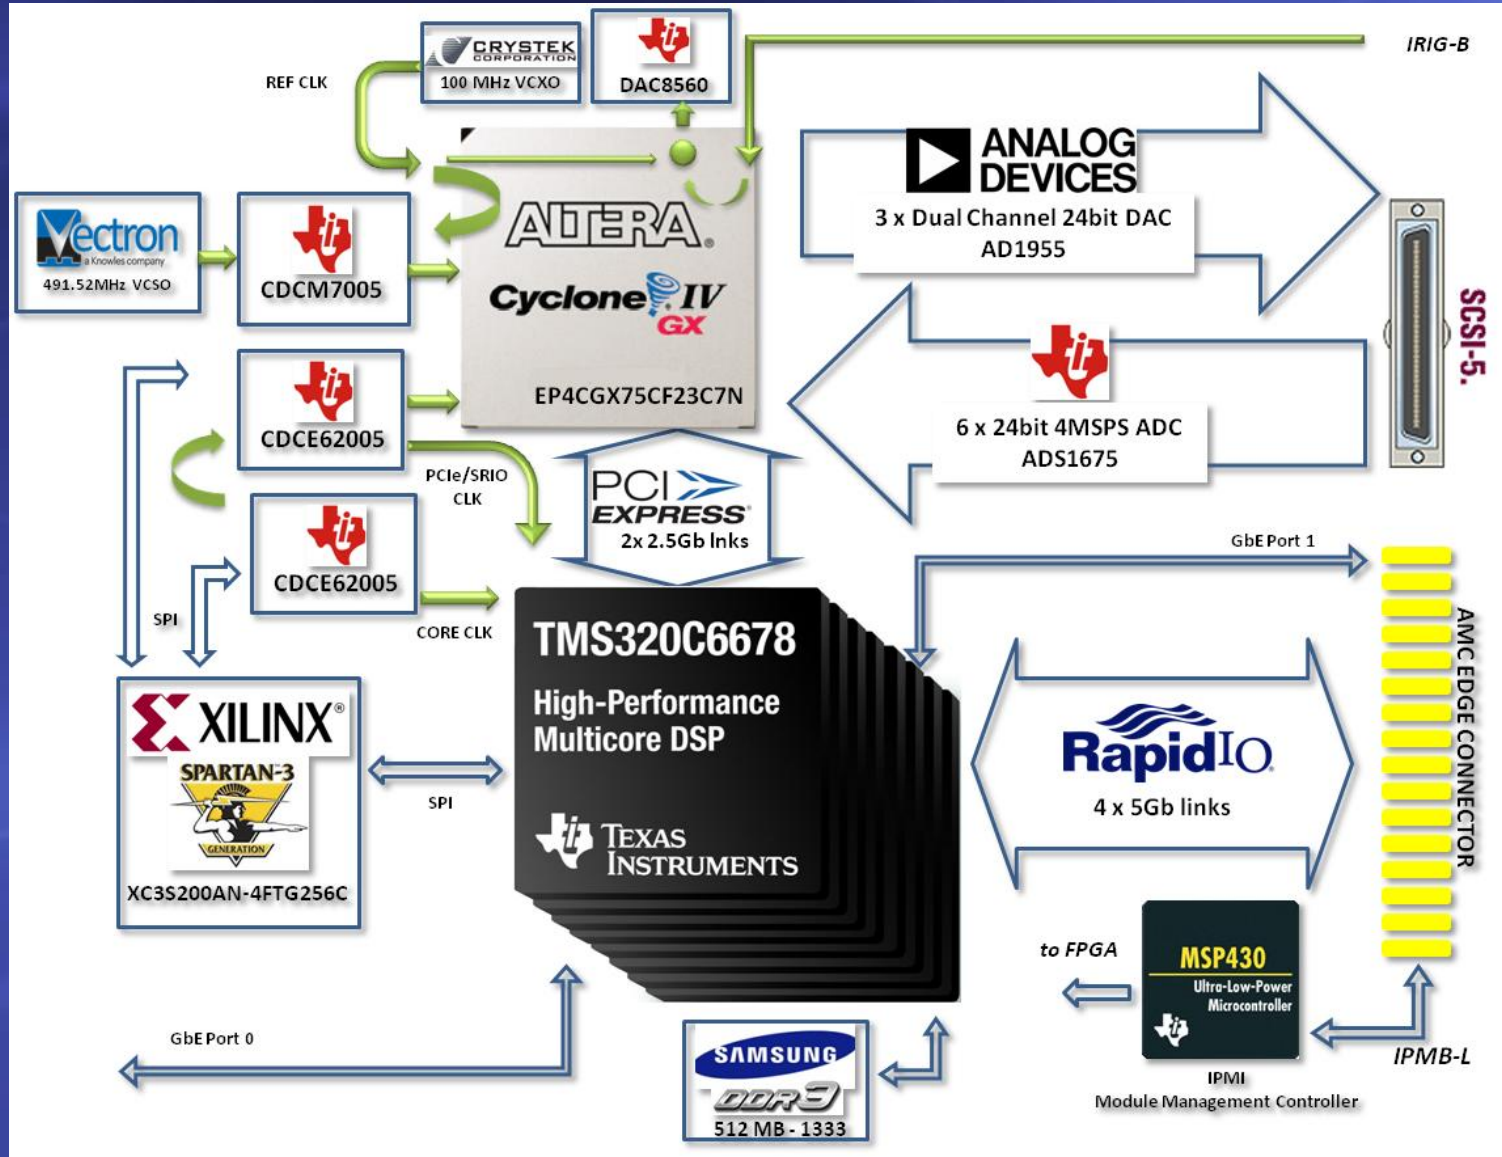 CRYSTEK
CORPORATION
100 MHz VCXO
DAC8560
IRIG-B
REF CLK
ANALOG
DEVICES
3 x Dual Channel 24bit DAC
AD1955
Vectron
a Knowles company
491.52MHz VCSO
CDCM7005
ALTERA®
Cyclone IV
GX
EP4CGX75CF23C7N
SCSI-5.
6 x 24bit 4MSPS ADC
ADS1675
CDCE62005
PCIe/SRIO
CLK
PCI
EXPRESS®
2x 2.5Gb lnks
CDCE62005
SPI
CORE CLK
GbE Port 1
AMC EDGE CONNECTOR
TMS320C6678
High-Performance
Multicore DSP
TEXAS
INSTRUMENTS
XILINX®
SPARTAN-3
GENERATION
XC3S200AN-4FTG256C
SPI
RapidIO
4 x 5Gb links
to FPGA
MSP430
Ultra-Low-Power
Microcontroller
IPMB-L
IPMI
Module Management Controller
GbE Port 0
SAMSUNG
DDR3
512 MB - 1333